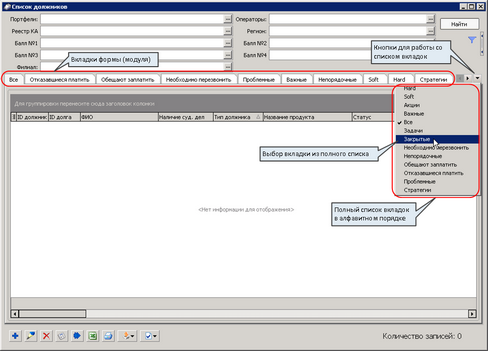 Список должников
Портфели: Операторы: Найти
Реестр КА Регион:
Балл №1 Балл №2
Балл №3 Балл №4
Филиал:
Вкладки формы (модуля)
Кнопки для работы со
списком вкладок
Все Отказавшиеся платить Обещают заплатить Необходимо перезвонить Проблемные Важные Непорядочные Soft Hard Стратегии
Для группировки перенесите сюда заголовок колонки
ID должник ID долга ФИО Наличие суд. дел Тип должника Название продукта Статус
Hard
Soft
Акции
Важные
Все
Задачи
Закрытые
Необходимо перезвонить
Непорядочные
Обещают заплатить
Отказавшиеся платить
Проблемные
Стратегии
Выбор вкладки из полного списка
<Нет информации для отображения>
Полный список вкладок
в алфавитном порядке
Количество записей: 0